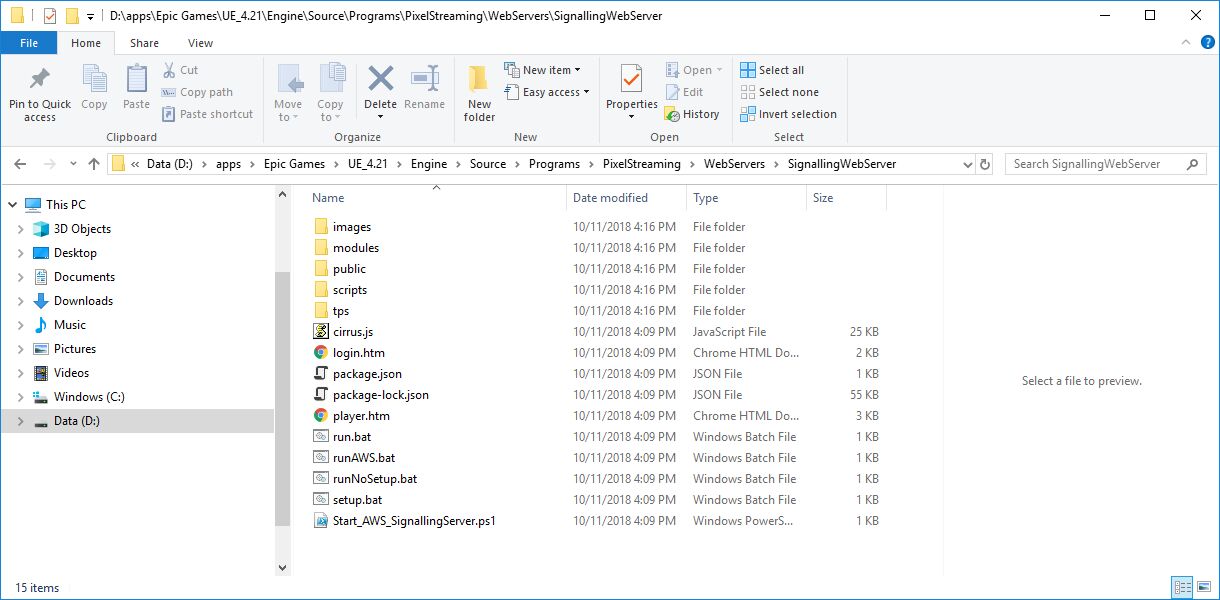 D:\apps\Epic Games\UE_4.21\Engine\Source\Programs\PixelStreaming\WebServers\SignallingWebServer
File Home Share View
Pin to Quick access
Copy
Paste
Cut
Copy path
Paste shortcut
Clipboard
Move to
Copy to
Delete
Rename
Organize
New folder
New item
Easy access
New
Properties
Open
Edit
History
Open
Select all
Select none
Invert selection
Select
« Data (D:) › apps › Epic Games › UE_4.21 › Engine › Source › Programs › PixelStreaming › WebServers › SignallingWebServer
Search SignallingWebServer
This PC
3D Objects
Desktop
Documents
Downloads
Music
Pictures
Videos
Windows (C:)
Data (D:)
Name Date modified Type Size
images 10/11/2018 4:16 PM File folder
modules 10/11/2018 4:16 PM File folder
public 10/11/2018 4:16 PM File folder
scripts 10/11/2018 4:16 PM File folder
tps 10/11/2018 4:16 PM File folder
cirrus.js 10/11/2018 4:09 PM JavaScript File 25 KB
login.htm 10/11/2018 4:09 PM Chrome HTML Do... 2 KB
package.json 10/11/2018 4:09 PM JSON File 1 KB
package-lock.json 10/11/2018 4:09 PM JSON File 55 KB
player.htm 10/11/2018 4:09 PM Chrome HTML Do... 3 KB
run.bat 10/11/2018 4:09 PM Windows Batch File 1 KB
runAWS.bat 10/11/2018 4:09 PM Windows Batch File 1 KB
runNoSetup.bat 10/11/2018 4:09 PM Windows Batch File 1 KB
setup.bat 10/11/2018 4:09 PM Windows Batch File 1 KB
Start_AWS_SignallingServer.ps1 10/11/2018 4:09 PM Windows PowerS... 1 KB
Select a file to preview.
15 items